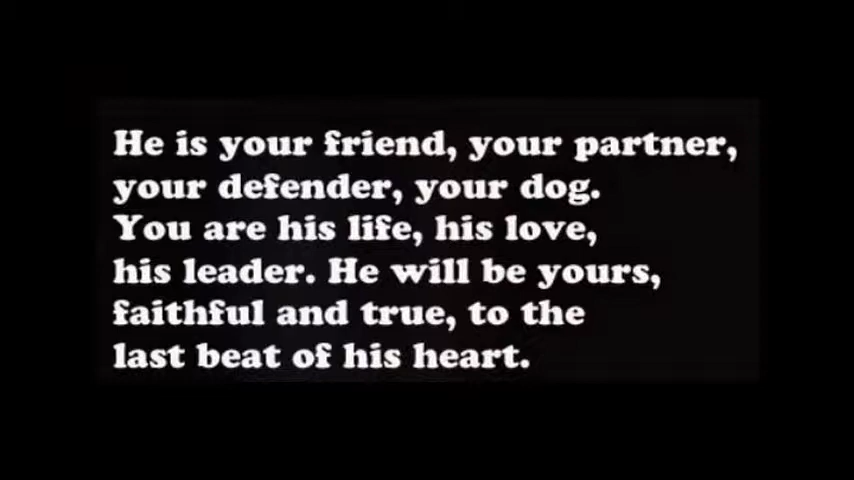 He is your friend, your partner,
your defender, your dog.
You are his life, his love,
his leader. He will be yours,
faithful and true, to the
last beat of his heart.